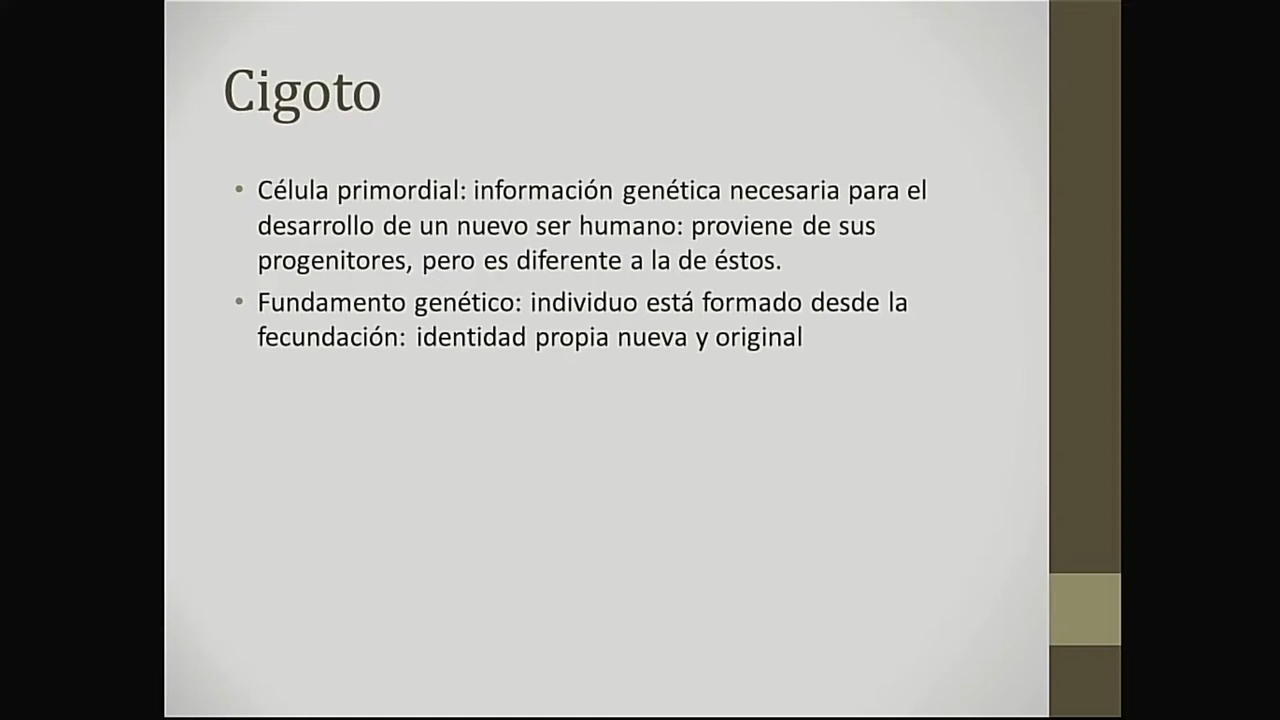 Cigoto
• Célula primordial: información genética necesaria para el
desarrollo de un nuevo ser humano: proviene de sus
progenitores, pero es diferente a la de éstos.
• Fundamento genético: individuo está formado desde la
fecundación: identidad propia nueva y original